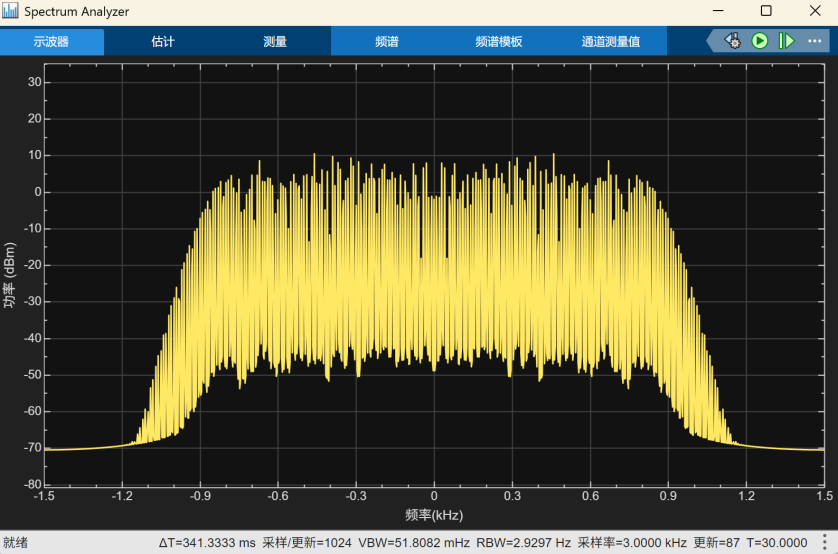 Spectrum Analyzer
示波器 估计 测量 频谱 频谱模板 通道测量值
30
20
10
0
-10
-20
-30
-40
-50
-60
-70
-80
功率 (dBm)
-1.5 -1.2 -0.9 -0.6 -0.3 0 0.3 0.6 0.9 1.2 1.5
频率(kHz)
就绪 ΔT=341.3333 ms 采样/更新=1024 VBW=51.8082 mHz RBW=2.9297 Hz 采样率=3.0000 kHz 更新=87 T=30.0000